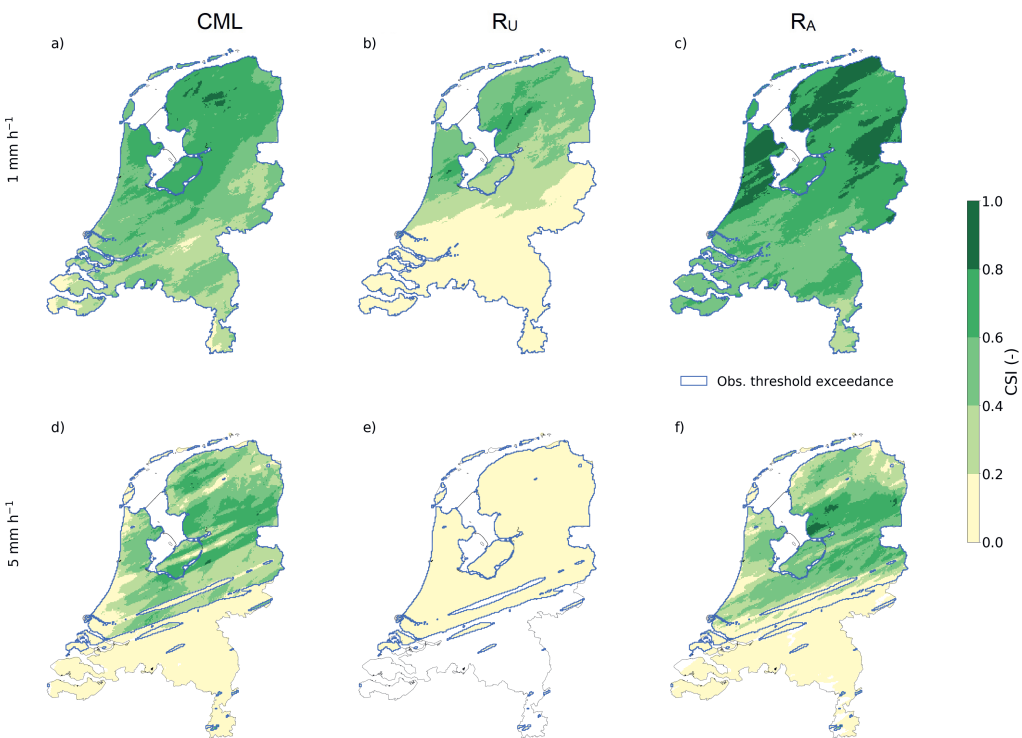 CML R_U R_A
a) b) c)
1 mm h⁻¹
1.0
0.8
0.6
0.4
0.2
0.0
CSI (-)
Obs. threshold exceedance
d) e) f)
5 mm h⁻¹